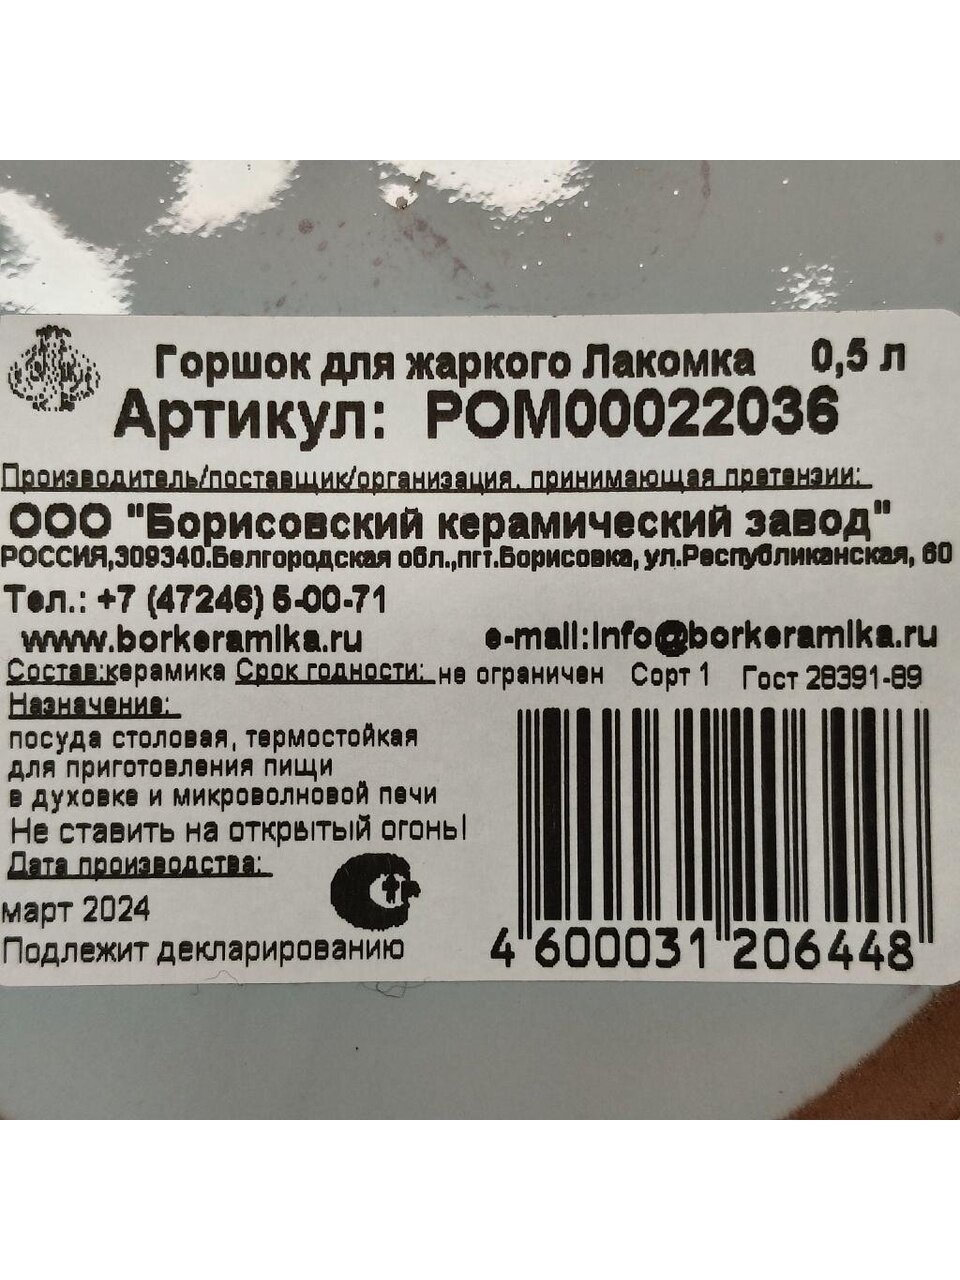 Горшок для жаркого Лакомка 0,5 л
Артикул: РОМ00022036
Производитель/поставщик/организация, принимающая претензии:
ООО "Борисовский керамический завод"
РОССИЯ,309340.Белгородская обл.,пгт.Борисовка, ул.Республиканская, 60
Тел.: +7 (47246) 5-00-71
www.borkeramika.ru e-mail:info@borkeramika.ru
Состав:керамика Срок годности: не ограничен Сорт 1 Гост 28391-89
Назначение:
посуда столовая, термостойкая
для приготовления пищи
в духовке и микроволновой печи
Не ставить на открытый огонь!
Дата производства:
март 2024
Подлежит декларированию
4 600031 206448